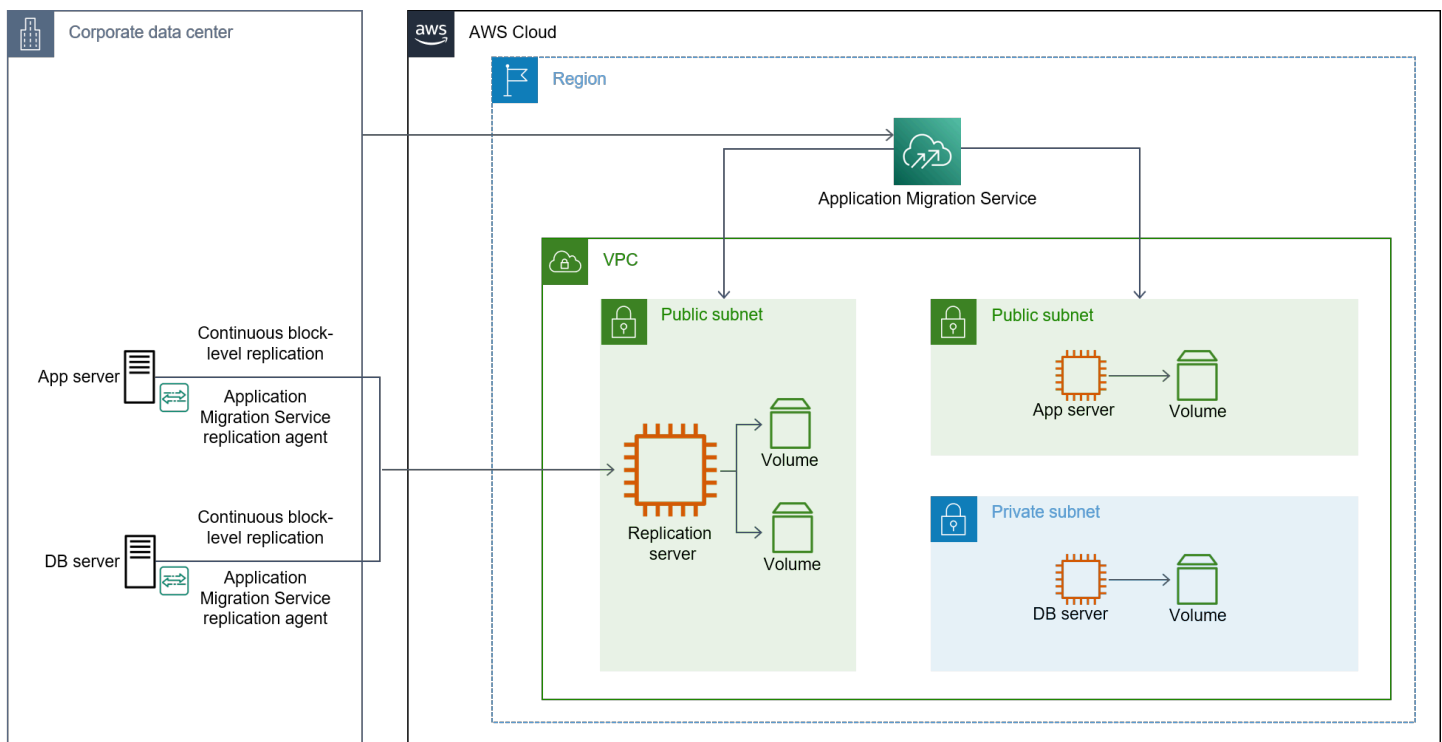 Corporate data center
aws
AWS Cloud
Region
Application Migration Service
VPC
Continuous block-
level replication
App server
Application
Migration Service
replication agent
Continuous block-
level replication
DB server
Application
Migration Service
replication agent
Public subnet
Replication
server
Volume
Volume
Public subnet
App server
Volume
Private subnet
DB server
Volume